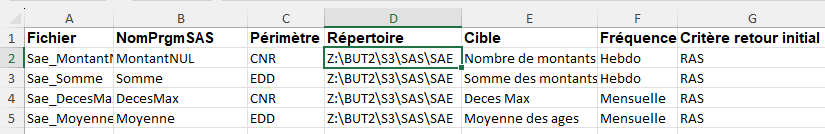 A B C D E F G
1 Fichier NomPrgmSAS Périmètre Répertoire Cible Fréquence Critère retour initial
2 Sae_MontantN MontantNUL CNR Z:\BUT2\S3\SAS\SAE Nombre de montants Hebdo RAS
3 Sae_Somme Somme EDD Z:\BUT2\S3\SAS\SAE Somme des montants Hebdo RAS
4 Sae_DecesMa DecesMax CNR Z:\BUT2\S3\SAS\SAE Deces Max Mensuelle RAS
5 Sae_Moyenne Moyenne EDD Z:\BUT2\S3\SAS\SAE Moyenne des ages Mensuelle RAS